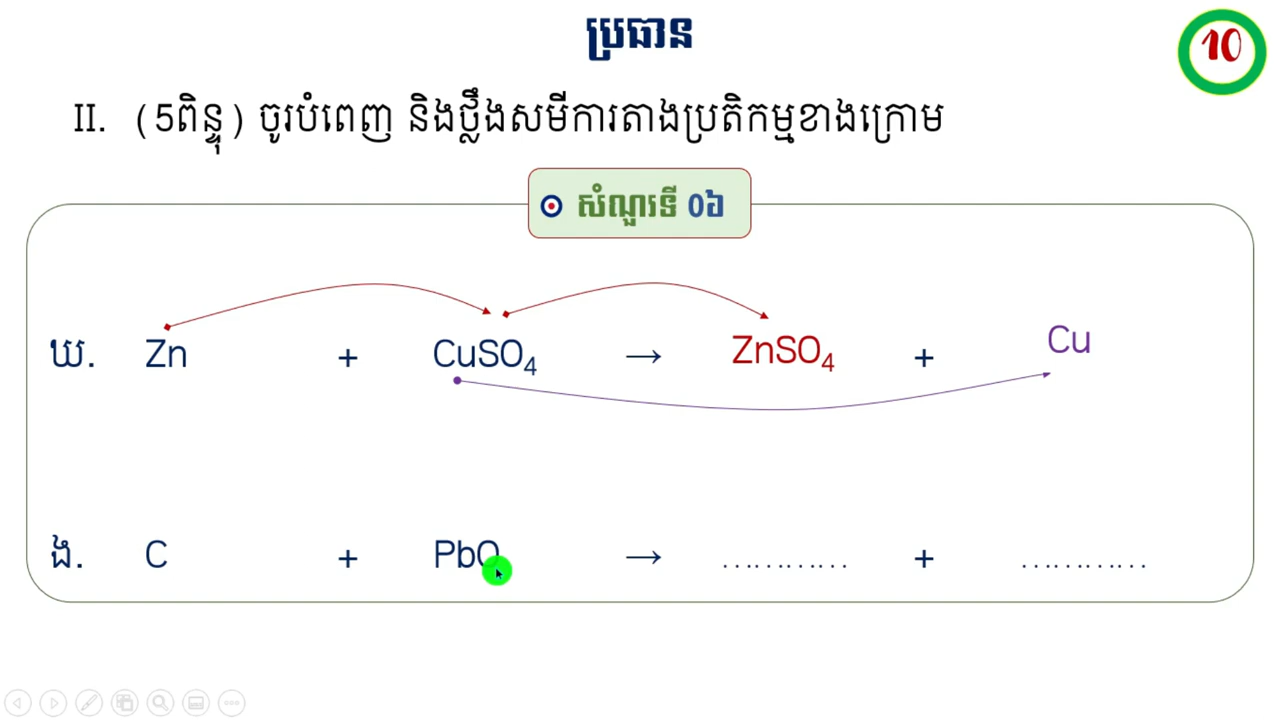 ប្រធាន
10
II. (5ពិន្ទុ) ចូរបំពេញ និងថ្លឹងសមីការតាងប្រតិកម្មខាងក្រោម
សំណួរទី 0៦
ឃ. Zn + CuSO₄ → ZnSO₄ + Cu
ង. C + PbO → ………… + …………